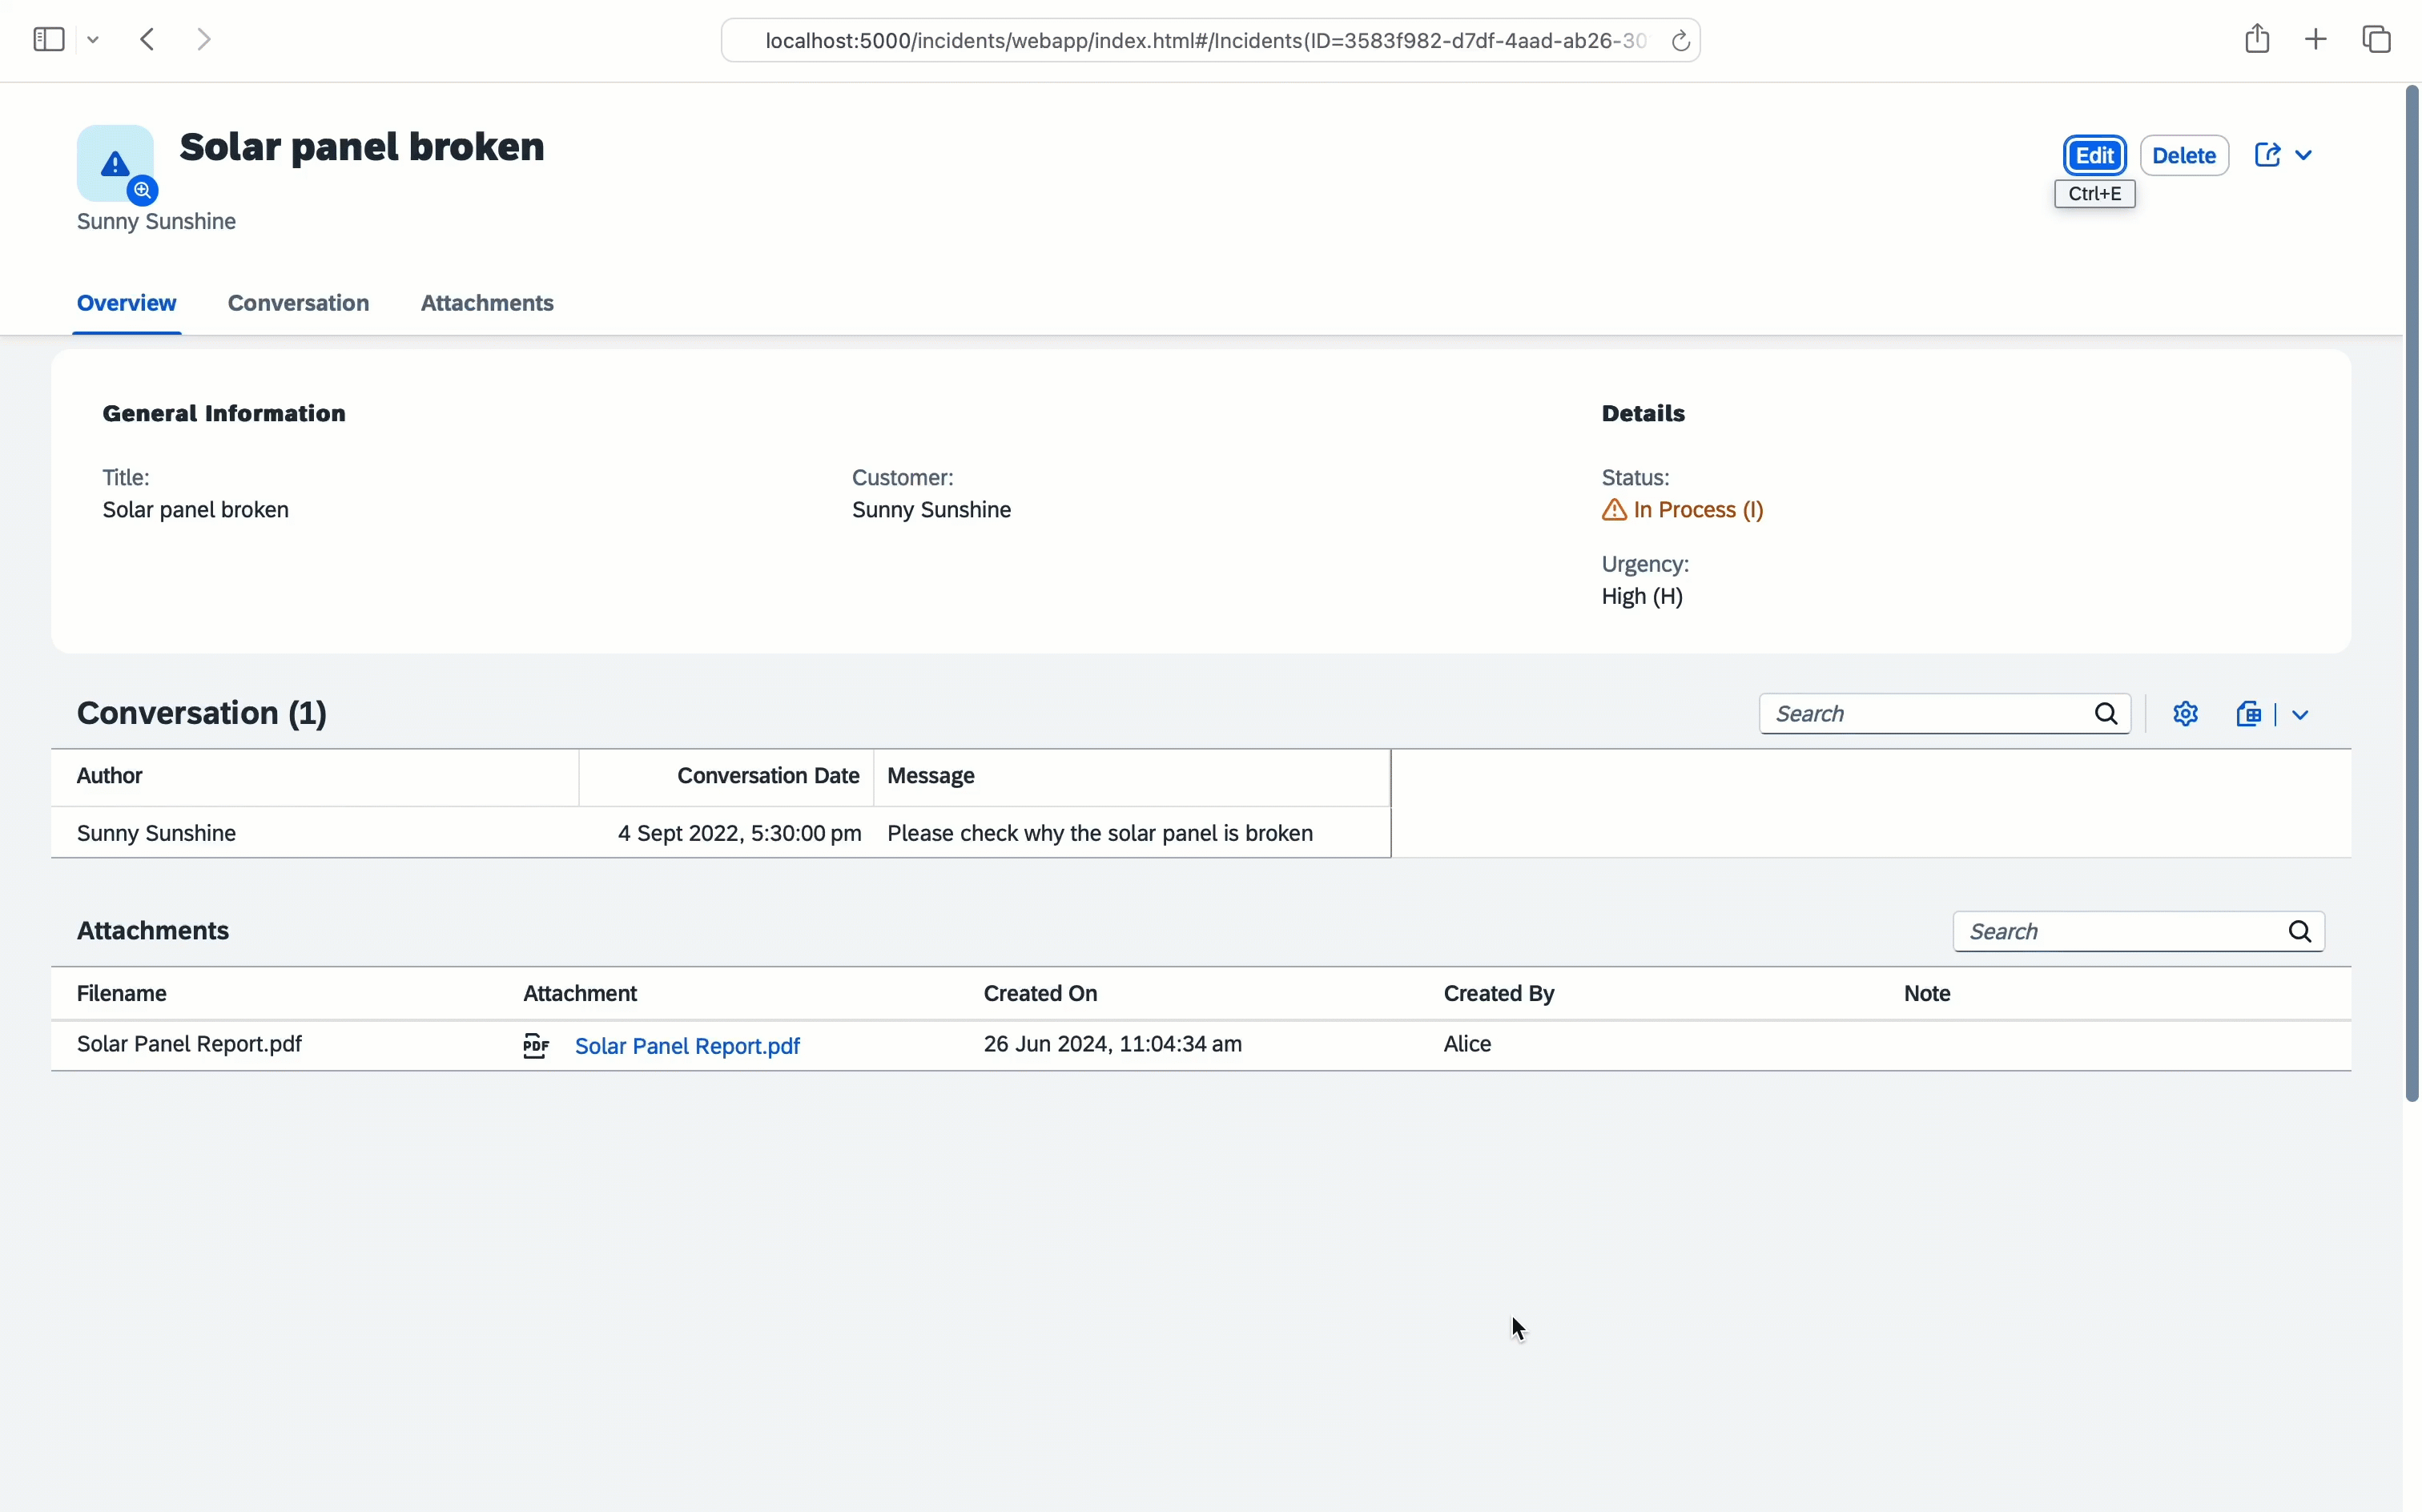 localhost:5000/incidents/webapp/index.html#/Incidents(ID=3583f982-d7df-4aad-ab26-30
Solar panel broken
Edit Delete
Ctrl+E
Sunny Sunshine
Overview Conversation Attachments
General Information Details
Title: Customer: Status:
Solar panel broken Sunny Sunshine In Process (I)
Urgency:
High (H)
Conversation (1) Search
Author Conversation Date Message
Sunny Sunshine 4 Sept 2022, 5:30:00 pm Please check why the solar panel is broken
Attachments Search
Filename Attachment Created On Created By Note
Solar Panel Report.pdf PDF Solar Panel Report.pdf 26 Jun 2024, 11:04:34 am Alice